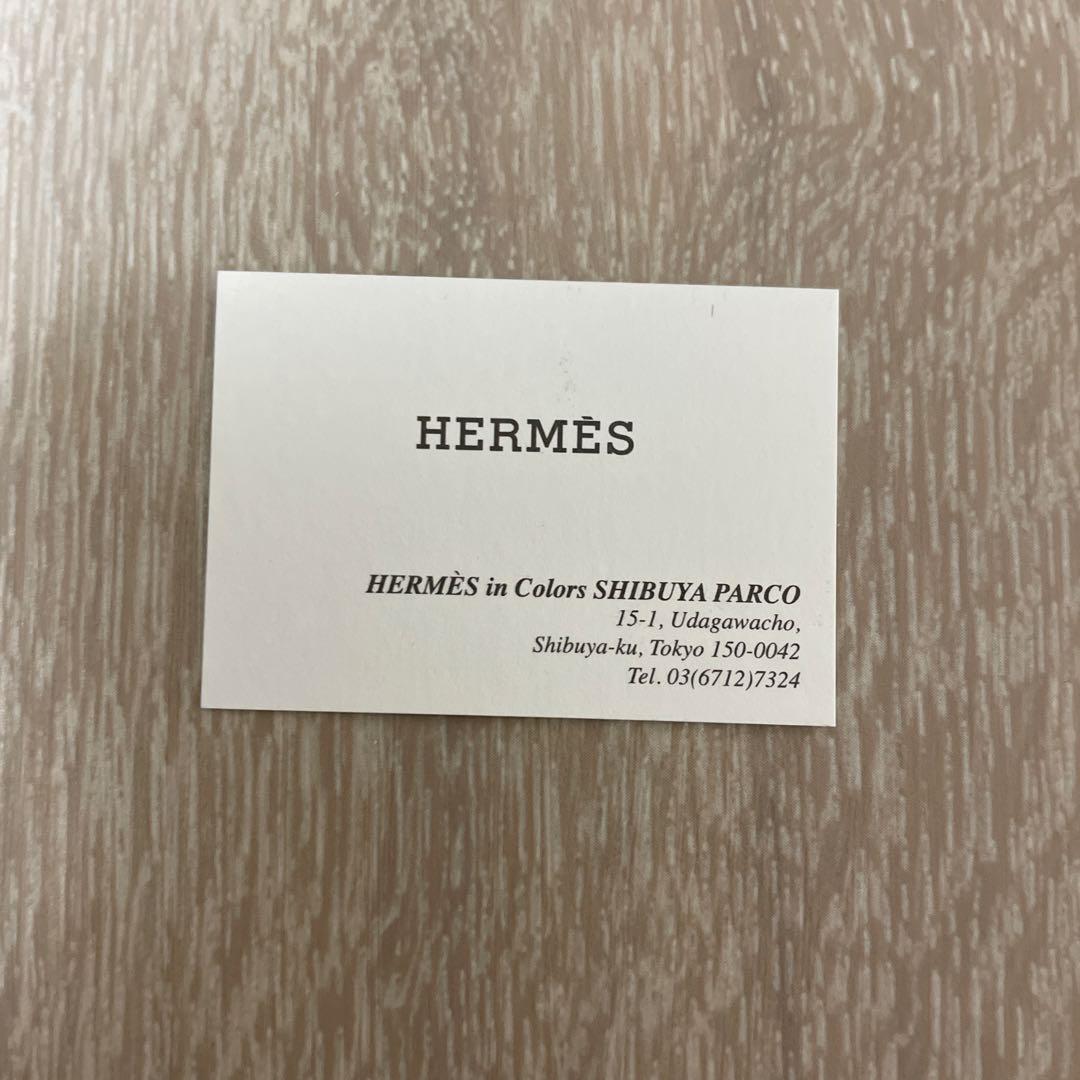 HERMÈS
HERMÈS in Colors SHIBUYA PARCO
15-1, Udagawacho,
Shibuya-ku, Tokyo 150-0042
Tel. 03(6712)7324